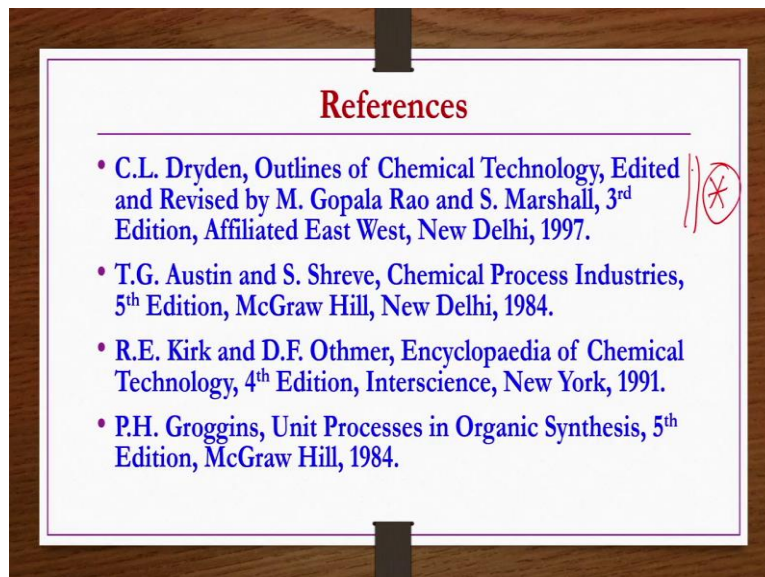 References
• C.L. Dryden, Outlines of Chemical Technology, Edited
and Revised by M. Gopala Rao and S. Marshall, 3rd
Edition, Affiliated East West, New Delhi, 1997.
• T.G. Austin and S. Shreve, Chemical Process Industries,
5th Edition, McGraw Hill, New Delhi, 1984.
• R.E. Kirk and D.F. Othmer, Encyclopaedia of Chemical
Technology, 4th Edition, Interscience, New York, 1991.
• P.H. Groggins, Unit Processes in Organic Synthesis, 5th
Edition, McGraw Hill, 1984.